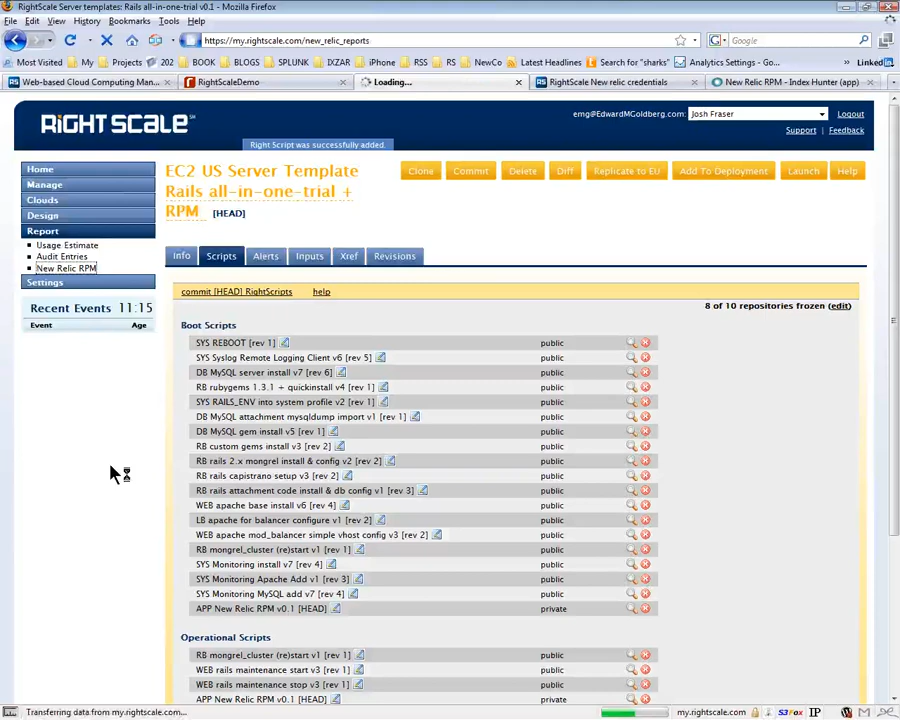 RightScale Server templates: Rails all-in-one-trial v0.1 - Mozilla Firefox
File Edit View History Bookmarks Tools Help
https://my.rightscale.com/new_relic_reports
Google
Most Visited My Projects 202 BOOK BLOGS SPLUNK IXZAR iPhone RSS RS NewCo Latest Headlines Search for "sharks" Analytics Settings - Go... LinkedIn
Web-based Cloud Computing Man... RightScaleDemo Loading... RightScale New relic credentials New Relic RPM - Index Hunter (app)
RIGHT SCALE
emg@EdwardMGoldberg.com: Josh Fraser Logout
Support Feedback
Right Script was successfully added.
Home
Manage
Clouds
Design
Report
Usage Estimate
Audit Entries
New Relic RPM
Settings
Recent Events 11:15
Event Age
EC2 US Server Template
Rails all-in-one-trial +
RPM [HEAD]
Clone Commit Delete Diff Replicate to EU Add To Deployment Launch Help
Info Scripts Alerts Inputs Xref Revisions
commit [HEAD] RightScripts help
8 of 10 repositories frozen (edit)
Boot Scripts
SYS REBOOT [rev 1] public
SYS Syslog Remote Logging Client v6 [rev 5] public
DB MySQL server install v7 [rev 6] public
RB rubygems 1.3.1 + quickinstall v4 [rev 1] public
SYS RAILS_ENV into system profile v2 [rev 1] public
DB MySQL attachment mysqldump import v1 [rev 1] public
DB MySQL gem install v5 [rev 1] public
RB custom gems install v3 [rev 2] public
RB rails 2.x mongrel install & config v2 [rev 2] public
RB rails capistrano setup v3 [rev 2] public
RB rails attachment code install & db config v1 [rev 3] public
WEB apache base install v6 [rev 4] public
LB apache for balancer configure v1 [rev 2] public
WEB apache mod_balancer simple vhost config v3 [rev 2] public
RB mongrel_cluster (re)start v1 [rev 1] public
SYS Monitoring install v7 [rev 4] public
SYS Monitoring Apache Add v1 [rev 3] public
SYS Monitoring MySQL add v7 [rev 4] public
APP New Relic RPM v0.1 [HEAD] private
Operational Scripts
RB mongrel_cluster (re)start v1 [rev 1] public
WEB rails maintenance start v3 [rev 1] public
WEB rails maintenance stop v3 [rev 1] public
APP New Relic RPM v0.1 [HEAD] private
Transferring data from my.rightscale.com... my.rightscale.com S3Fox IP